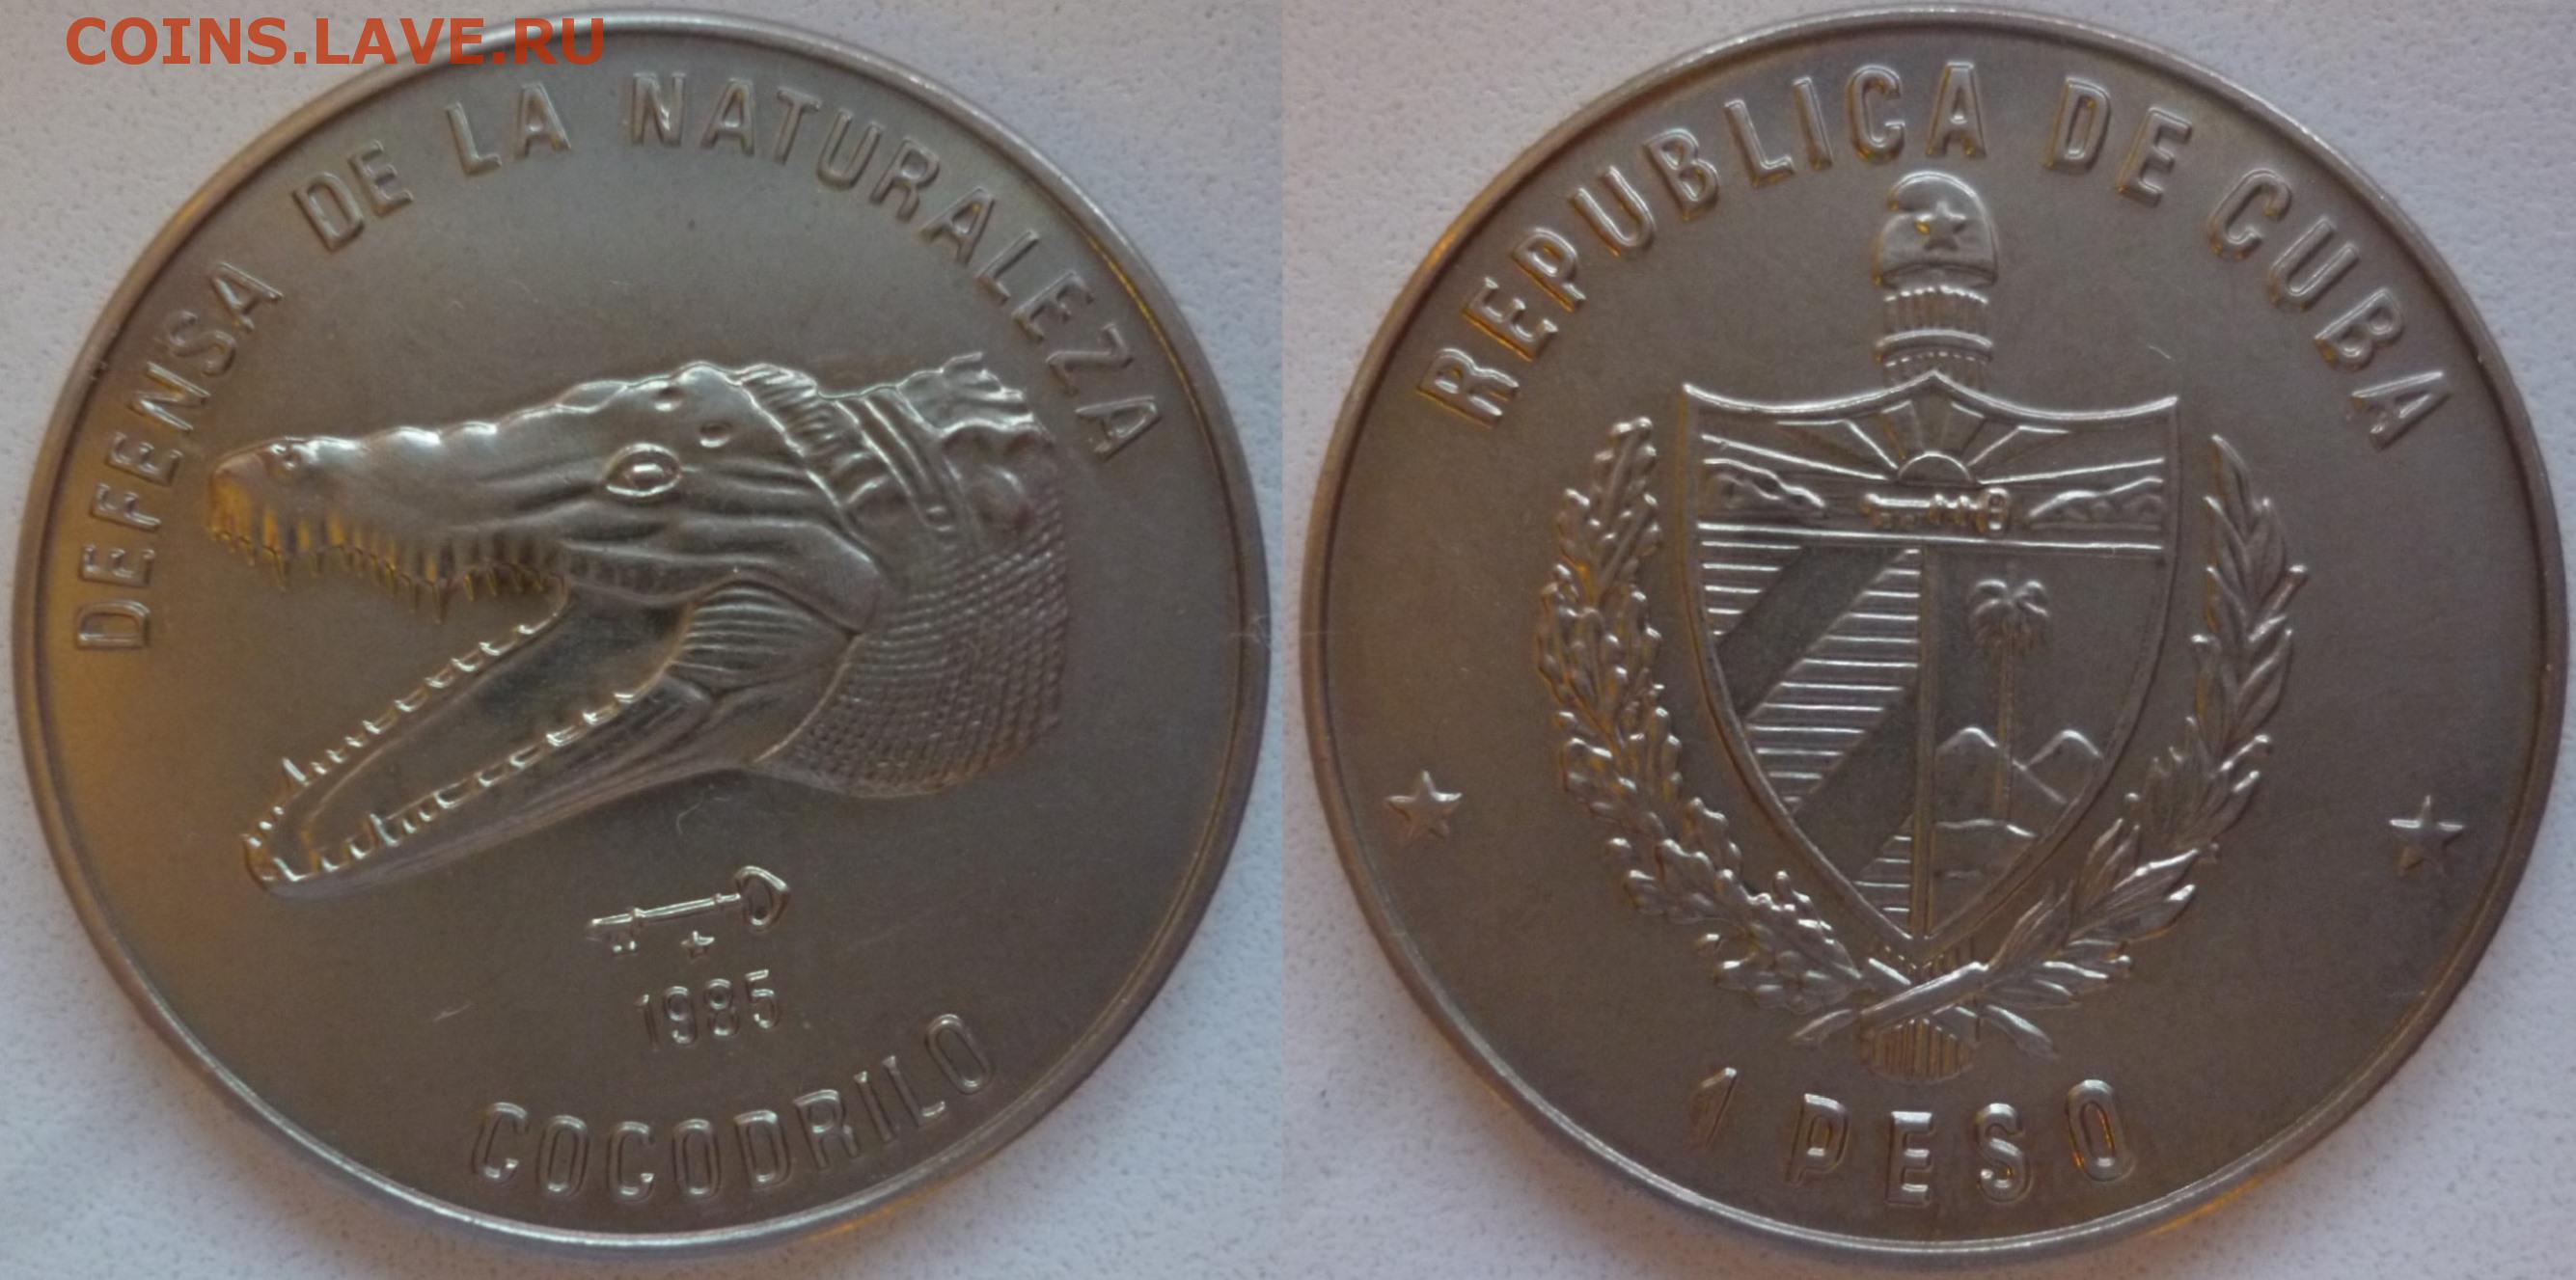 COINS.LAVE.RU
DEFENSA DE LA NATURALEZA
1985
COCODRILO
REPUBLICA DE CUBA
1 PESO